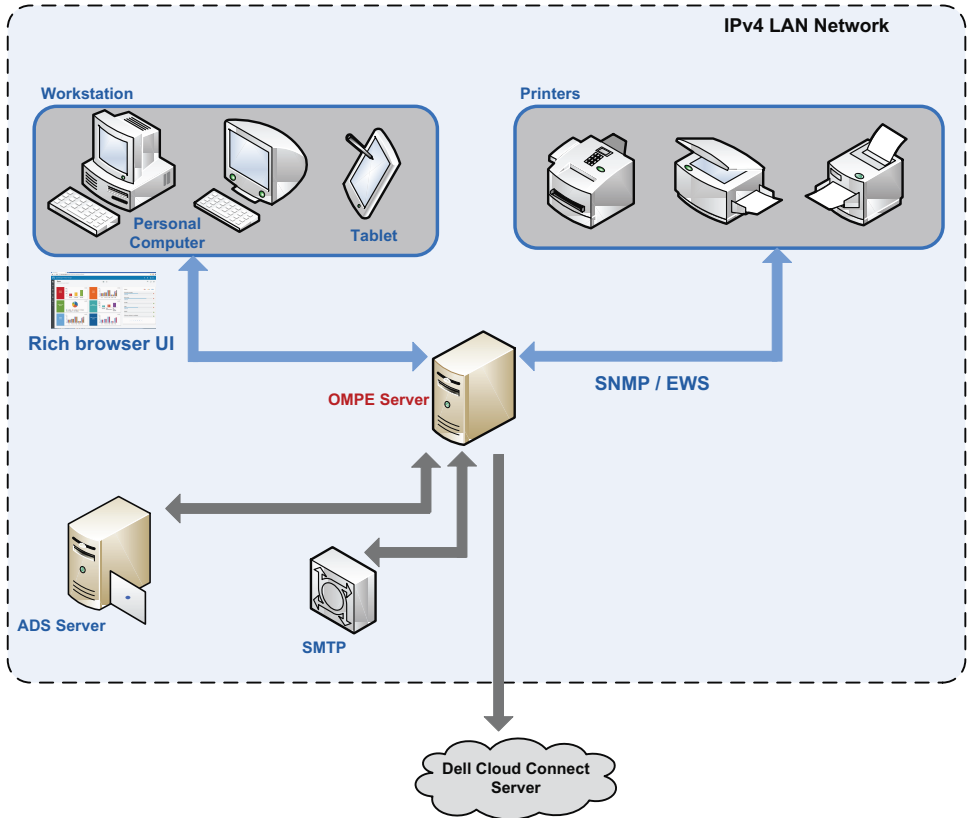 IPv4 LAN Network
Workstation
Printers
Personal
Computer
Tablet
Rich browser UI
SNMP / EWS
OMPE Server
ADS Server
SMTP
Dell Cloud Connect
Server